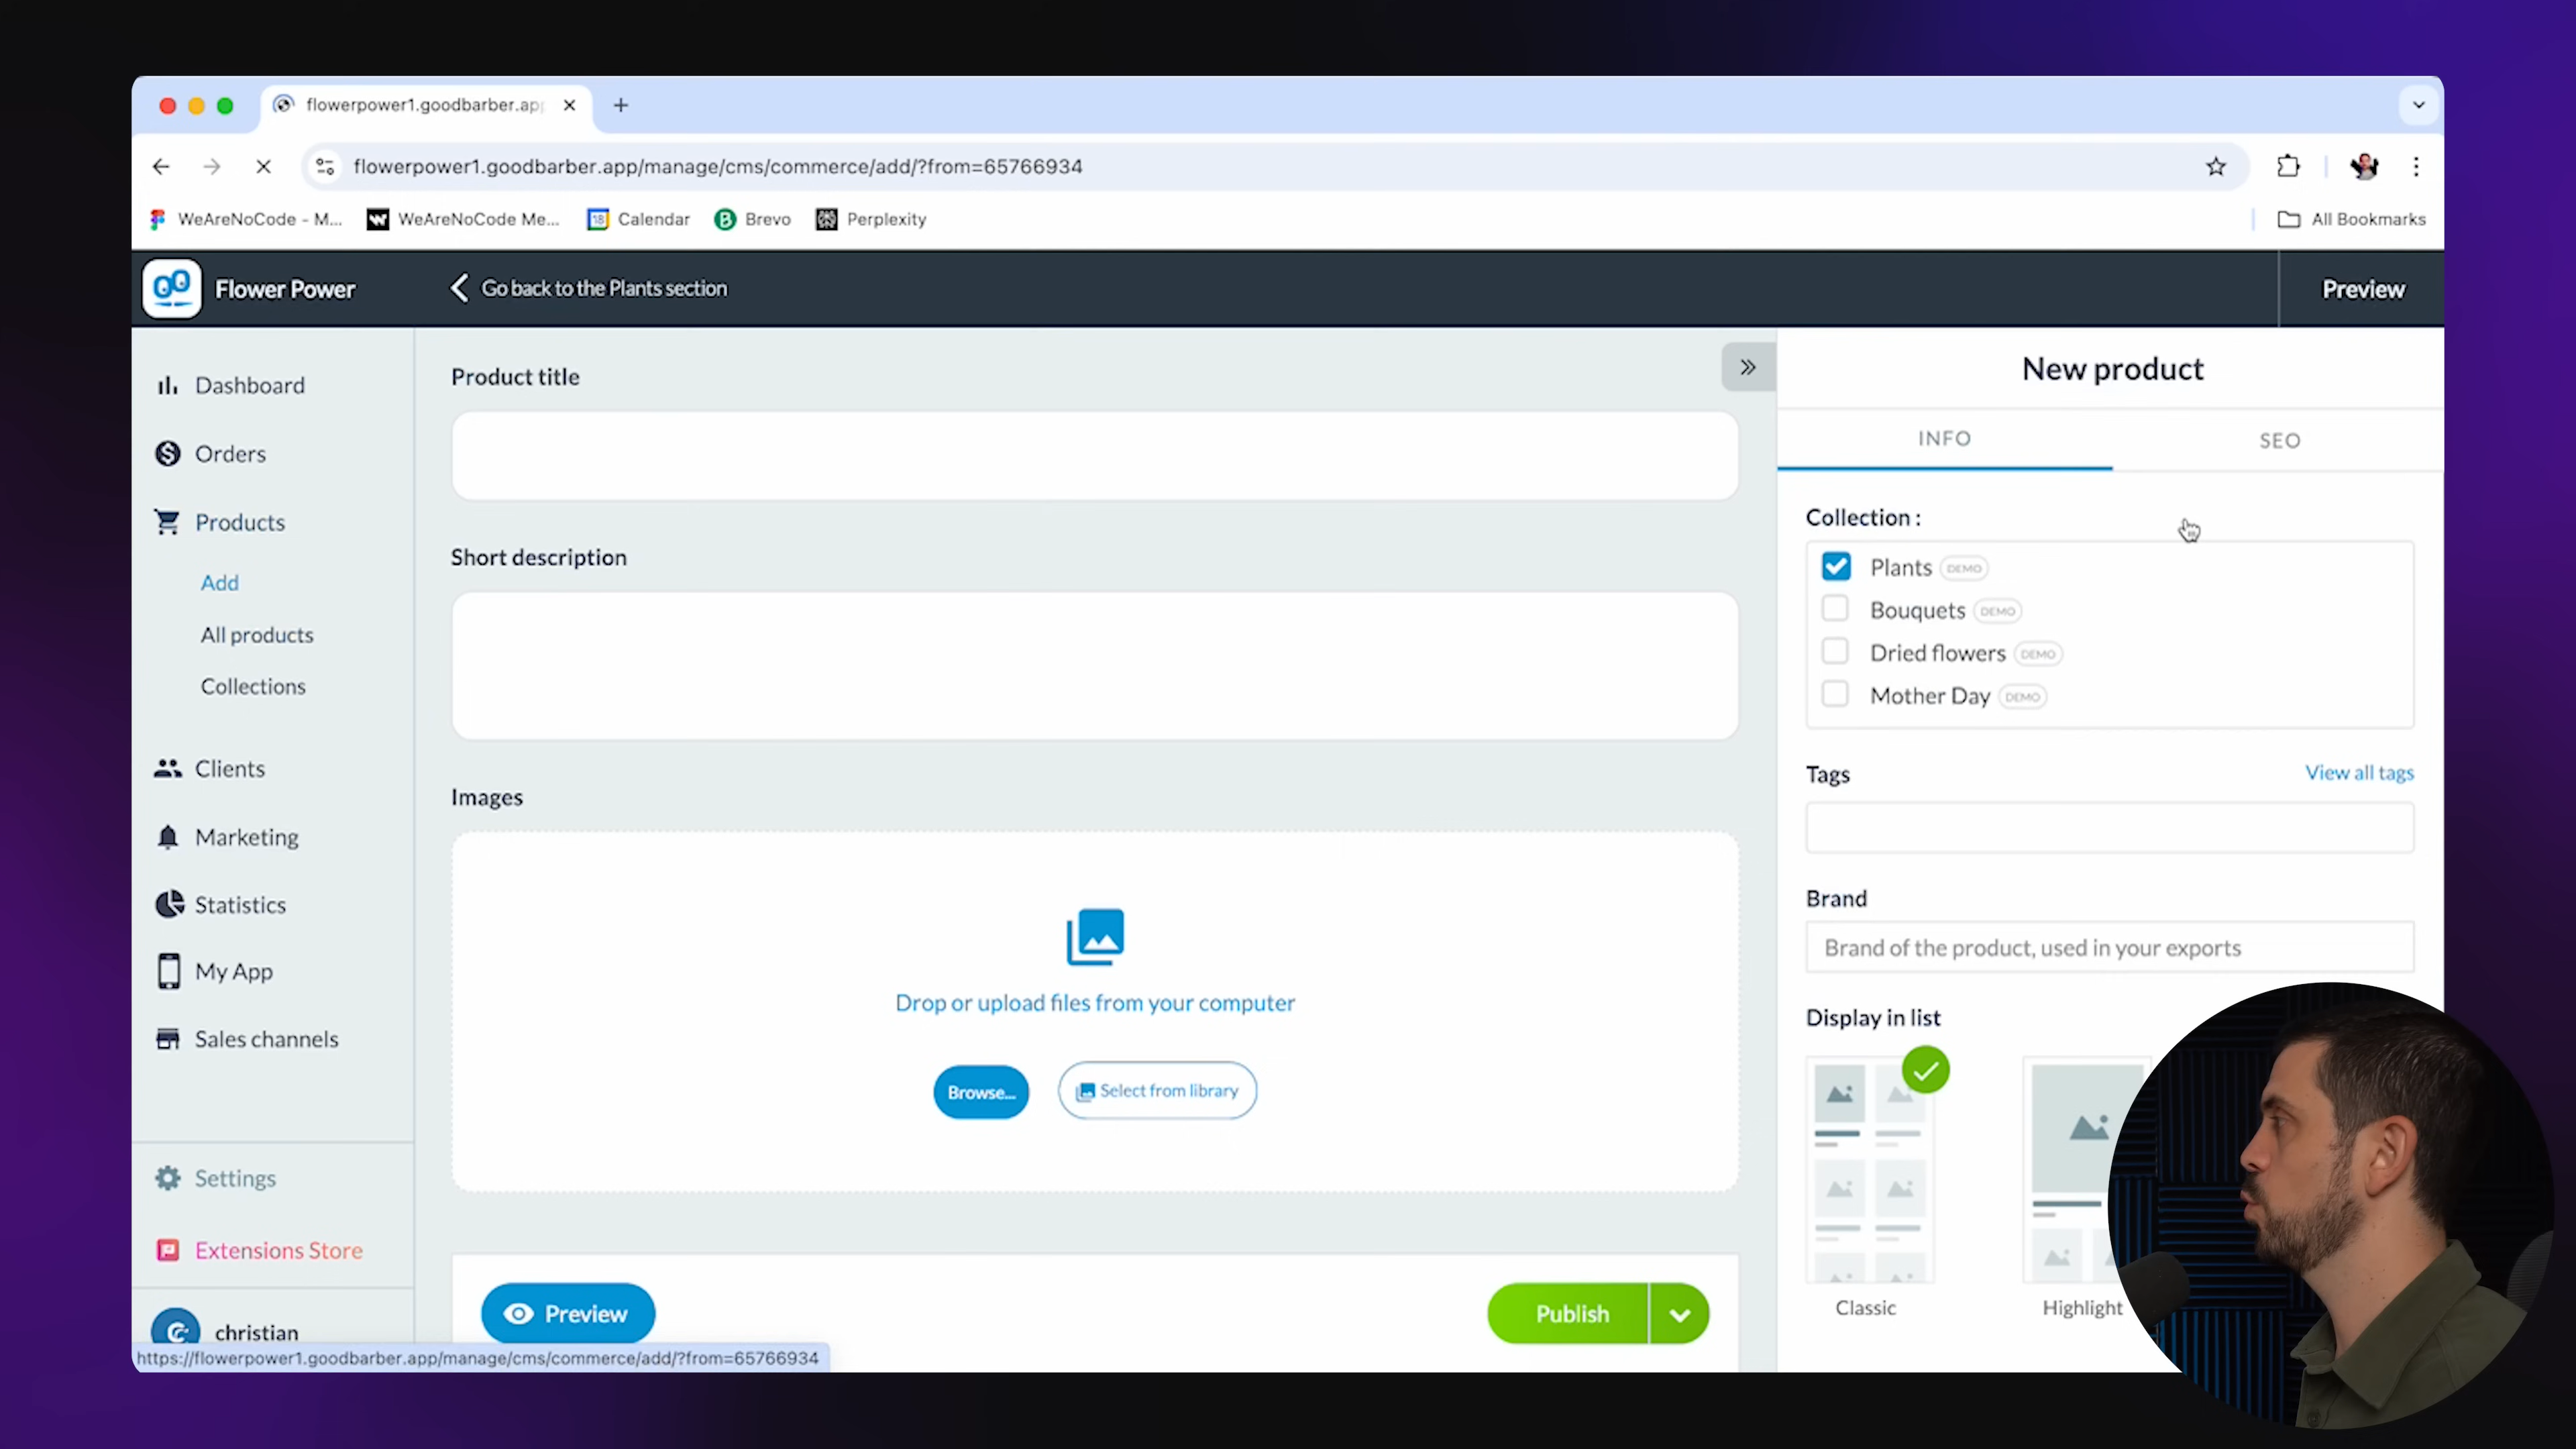 flowerpower1.goodbarber.app
flowerpower1.goodbarber.app/manage/cms/commerce/add/?from=65766934
WeAreNoCode - M...
WeAreNoCode Me...
18
Calendar
B
Brevo
Perplexity
All Bookmarks
Flower Power
Go back to the Plants section
Preview
Dashboard
Orders
Products
Add
All products
Collections
Clients
Marketing
Statistics
My App
Sales channels
Settings
Extensions Store
christian
https://flowerpower1.goodbarber.app/manage/cms/commerce/add/?from=65766934
Product title
Short description
Images
Drop or upload files from your computer
Browse...
Select from library
Preview
Publish
New product
INFO
SEO
Collection :
Plants DEMO
Bouquets DEMO
Dried flowers DEMO
Mother Day DEMO
Tags
View all tags
Brand
Brand of the product, used in your exports
Display in list
Classic
Highlight